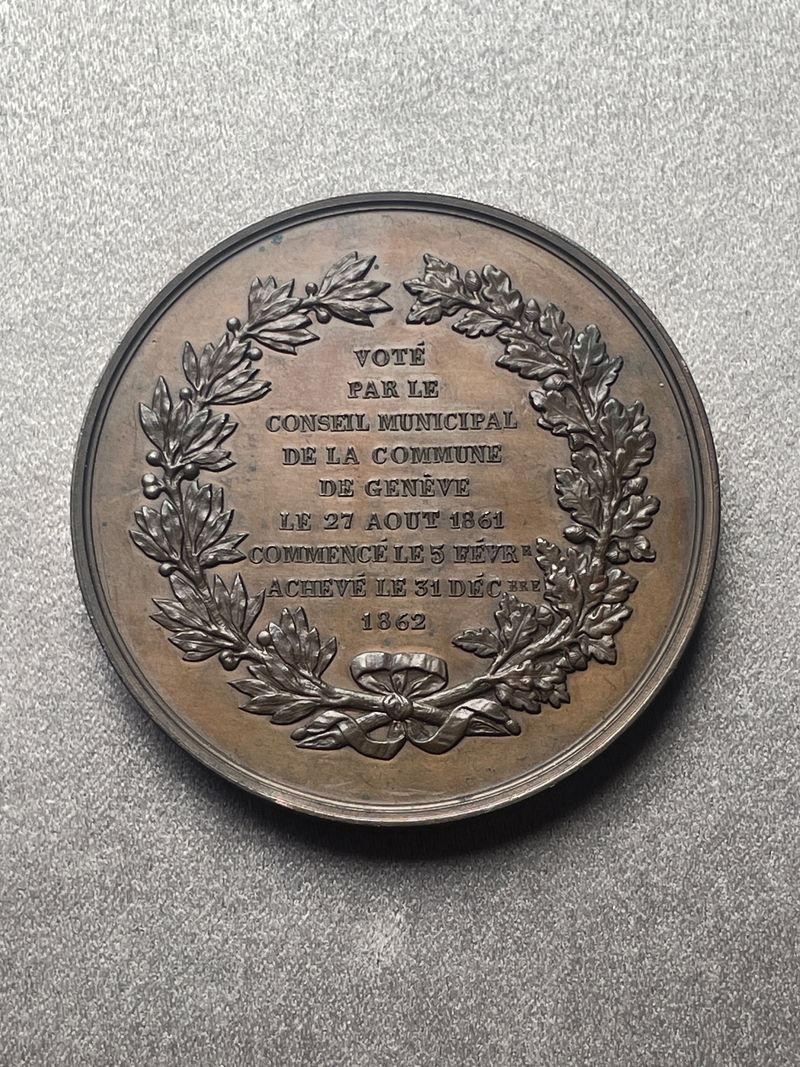 VOTÉ
PAR LE
CONSEIL MUNICIPAL
DE LA COMMUNE
DE GENÈVE
LE 27 AOUT 1861
COMMENCÉ LE 5 FÉVR.R
ACHEVÉ LE 31 DÉC.BRE
1862